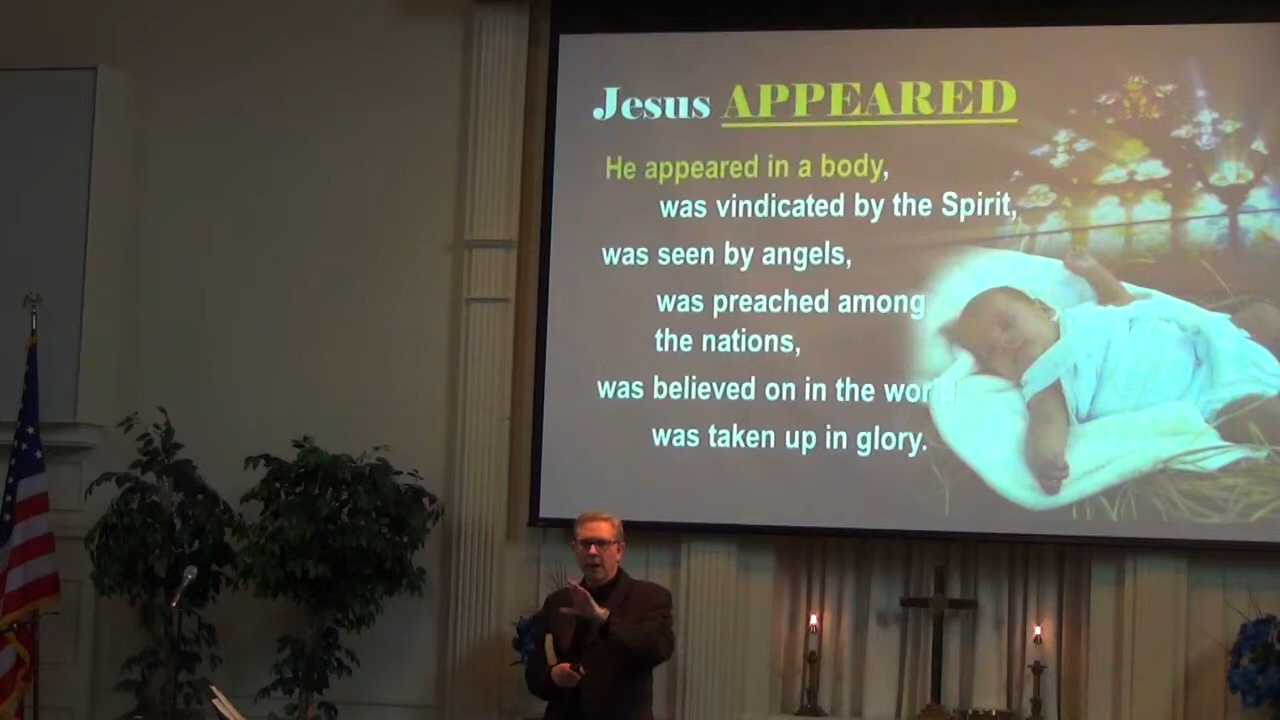 Jesus APPEARED
He appeared in a body,
was vindicated by the Spirit,
was seen by angels,
was preached among
the nations,
was believed on in the world
was taken up in glory.